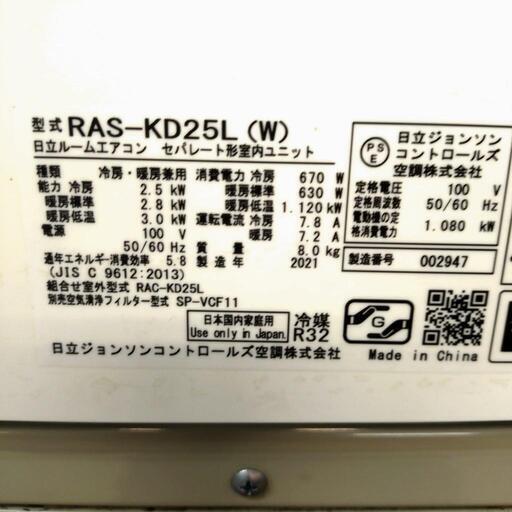 型式 RAS-KD25L (W)
日立ルームエアコン セパレート形室内ユニット
種類 冷房・暖房兼用
能力 冷房 2.5 kW
暖房標準 2.8 kW
暖房低温 3.0 kW
電源 100 V
50/60 Hz
通年エネルギー消費効率 5.8
(JIS C 9612:2013)
組合せ室外型式 RAC-KD25L
別売空気清浄フィルター型式 SP-VCF11
消費電力 冷房 670 W
暖房標準 630 W
暖房低温 1,120 kW
運転電流 冷房 7.8 A
暖房 7.2 A
質量 8.0 kg
製造年 2021
日本国内家庭用
Use only in Japan.
冷媒
R32
日立ジョンソンコントロールズ空調株式会社
PS
E
日立ジョンソン
コントロールズ
空調株式会社
定格電圧 100 V
定格周波数 50/60 Hz
電動機の定
格消費電力 1.080 kW
製造番号 002947
G
Made in China